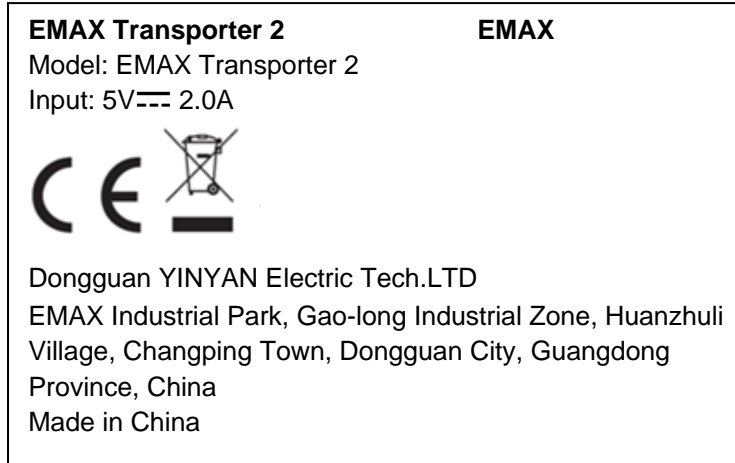 EMAX Transporter 2 EMAX
Model: EMAX Transporter 2
Input: 5V⎓ 2.0A
CE
Dongguan YINYAN Electric Tech.LTD
EMAX Industrial Park, Gao-long Industrial Zone, Huanzhuli
Village, Changping Town, Dongguan City, Guangdong
Province, China
Made in China